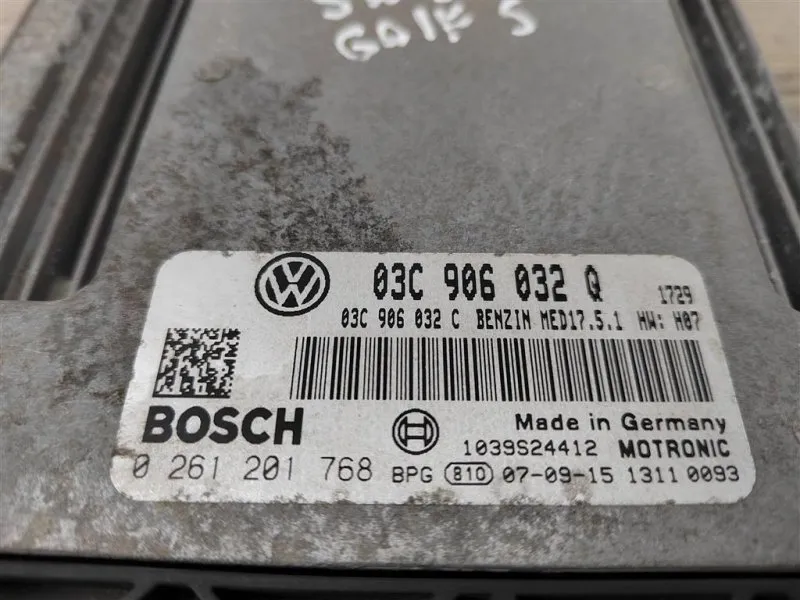 GOlF 5
VW
03C 906 032 Q 1729
03C 906 032 C BENZIN MED17.5.1 HW: H07
BOSCH
Made in Germany
1039S24412 MOTRONIC
0 261 201 768 BPG 810 07-09-15 1311 0093